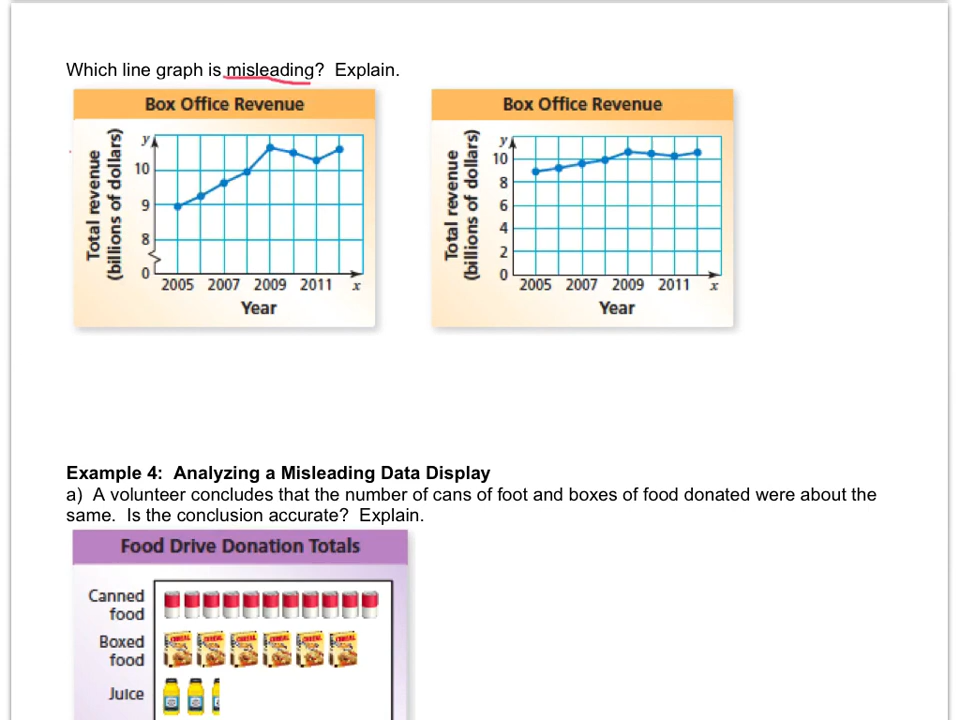 Which line graph is misleading? Explain.
Box Office Revenue
Total revenue
(billions of dollars)
y
10
9
8
0
2005 2007 2009 2011 x
Year
Box Office Revenue
Total revenue
(billions of dollars)
y
10
8
6
4
2
0
2005 2007 2009 2011 x
Year
Example 4: Analyzing a Misleading Data Display
a) A volunteer concludes that the number of cans of foot and boxes of food donated were about the
same. Is the conclusion accurate? Explain.
Food Drive Donation Totals
Canned
food
Boxed
food
Juice